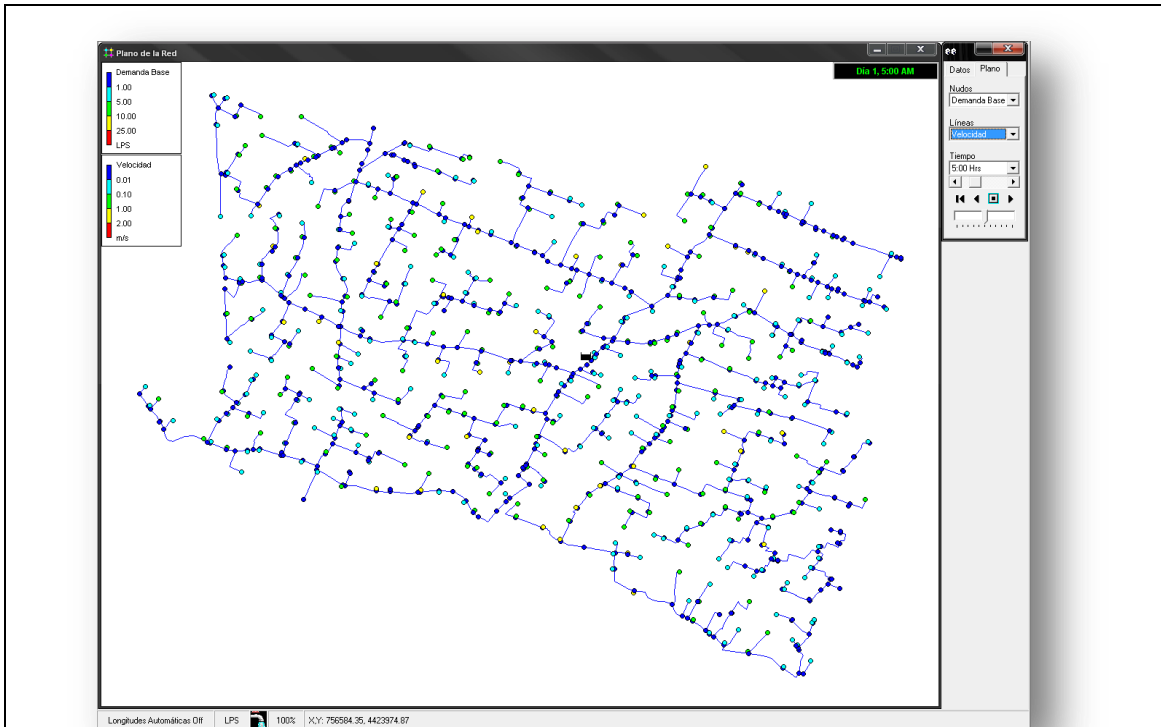 Plano de la Red
Demanda Base
1.00
5.00
10.00
25.00
LPS
Velocidad
0.01
0.10
1.00
2.00
m/s
Día 1, 5:00 AM
Datos
Plano
Nudos
Demanda Base
Líneas
Velocidad
Tiempo
5:00 Hrs
Longitudes Automáticas Off
LPS
100%
X,Y: 756584.35, 4423974.87